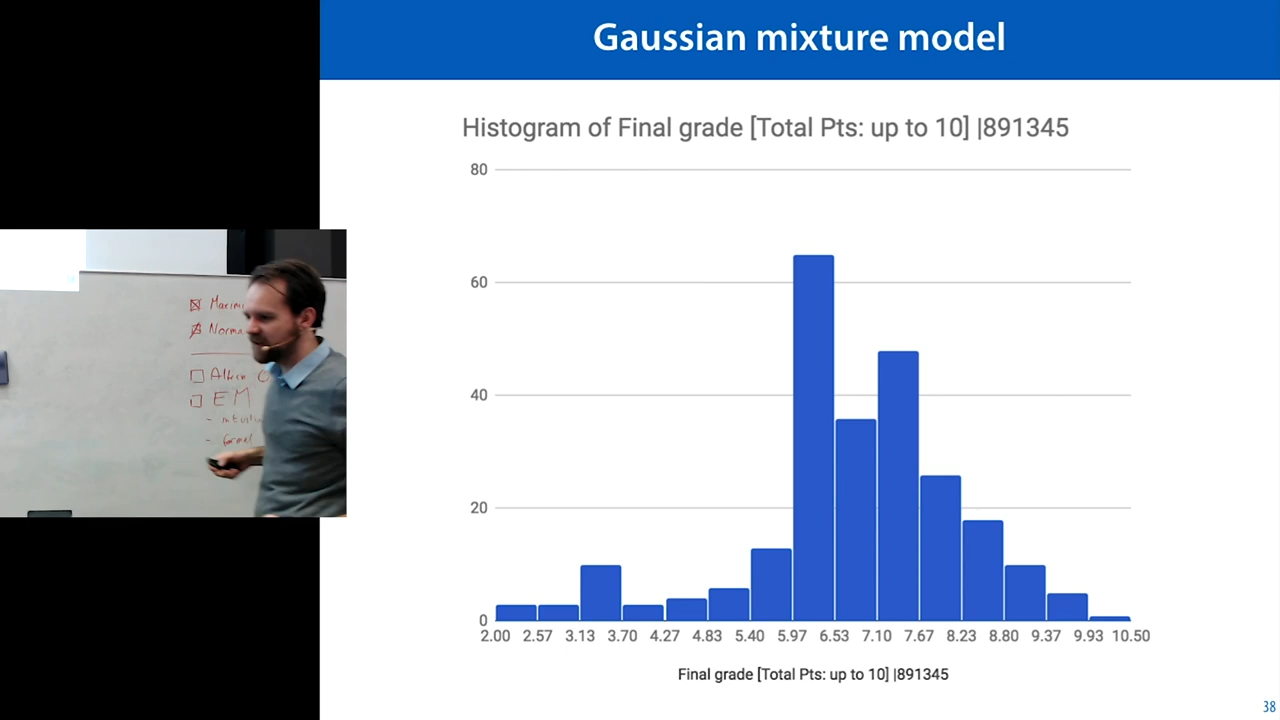 Gaussian mixture model
Histogram of Final grade [Total Pts: up to 10] |891345
80
60
40
20
0
2.00 2.57 3.13 3.70 4.27 4.83 5.40 5.97 6.53 7.10 7.67 8.23 8.80 9.37 9.93 10.50
Final grade [Total Pts: up to 10] |891345
38
EM